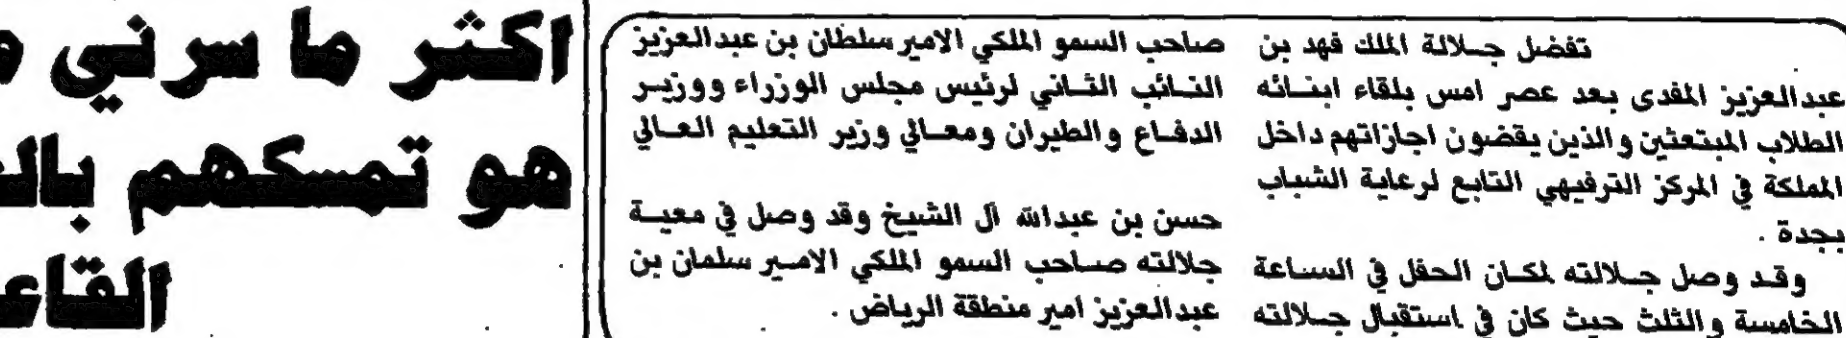 تفضل جلالة الملك فهد بن
عبدالعزيز المفدى بعد عصر امس بلقاء ابنائه
الطلاب المبتعثين والذين يقضون اجازاتهم داخل
المملكة في المركز الترفيهي التابع لرعاية الشباب
بجدة .
وقد وصل جلالته لمكان الحفل في الساعة
الخامسة والثلث حيث كان في استقبال جلالته
صاحب السمو الملكي الامير سلطان بن عبدالعزيز
النائب الثاني لرئيس مجلس الوزراء ووزير
الدفاع والطيران ومعالي وزير التعليم العالي
حسن بن عبدالله آل الشيخ وقد وصل في معية
جلالته صاحب السمو الملكي الامير سلمان بن
عبدالعزيز امير منطقة الرياض .
اكثر ما سرني
هو تمسكهم